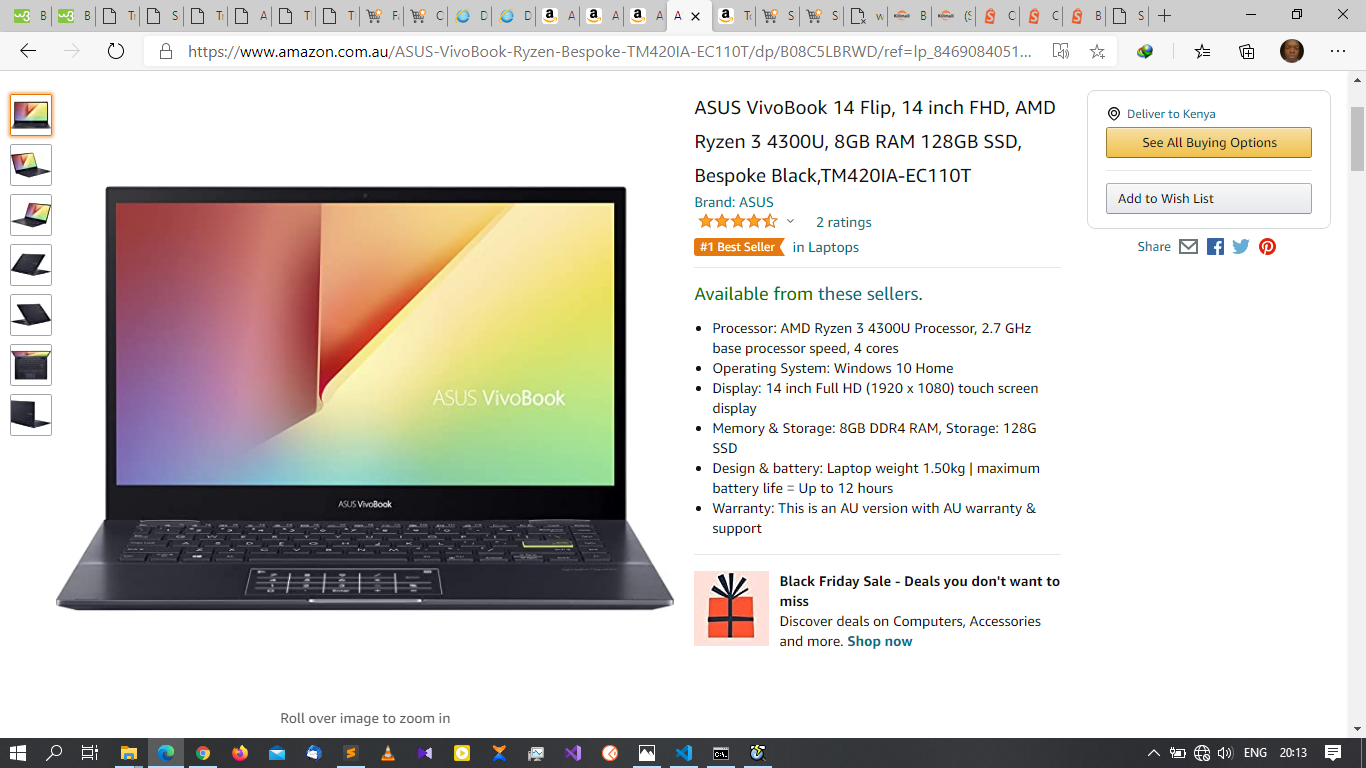 https://www.amazon.com.au/ASUS-VivoBook-Ryzen-Bespoke-TM420IA-EC110T/dp/B08C5LBRWD/ref=lp_8469084051...
ASUS VivoBook 14 Flip, 14 inch FHD, AMD
Ryzen 3 4300U, 8GB RAM 128GB SSD,
Bespoke Black,TM420IA-EC110T
Brand: ASUS
2 ratings
#1 Best Seller in Laptops
Available from these sellers.
Processor: AMD Ryzen 3 4300U Processor, 2.7 GHz
base processor speed, 4 cores
Operating System: Windows 10 Home
Display: 14 inch Full HD (1920 x 1080) touch screen
display
Memory & Storage: 8GB DDR4 RAM, Storage: 128G
SSD
Design & battery: Laptop weight 1.50kg | maximum
battery life = Up to 12 hours
Warranty: This is an AU version with AU warranty &
support
Black Friday Sale - Deals you don't want to
miss
Discover deals on Computers, Accessories
and more. Shop now
Deliver to Kenya
See All Buying Options
Add to Wish List
Share
ASUS VivoBook
ASUS VivoBook
Roll over image to zoom in
ENG 20:13